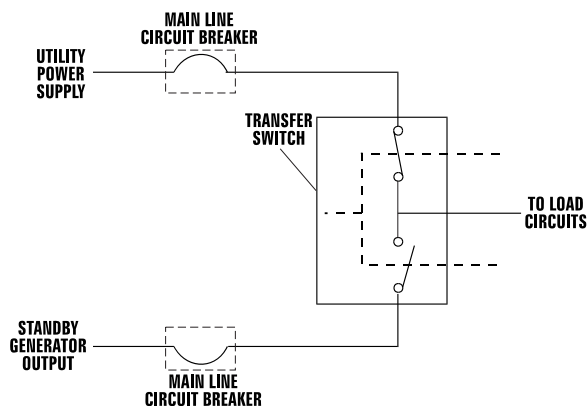 MAIN LINE
CIRCUIT BREAKER
UTILITY
POWER
SUPPLY
TRANSFER
SWITCH
TO LOAD
CIRCUITS
STANDBY
GENERATOR
OUTPUT
MAIN LINE
CIRCUIT BREAKER